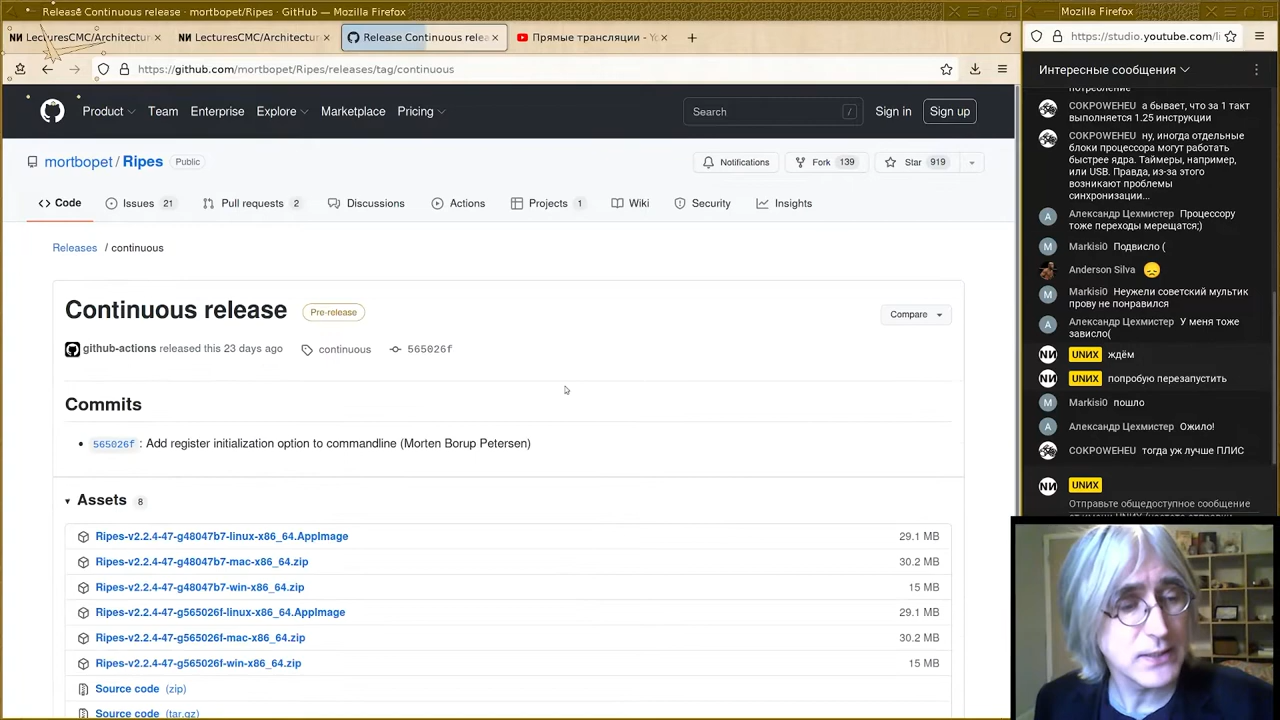 Release Continuous release · mortbopet/Ripes · GitHub — Mozilla Firefox
LecturesCMC/Architectur
LecturesCMC/Architectur
Release Continuous relea
Прямые трансляции - Yo
https://github.com/mortbopet/Ripes/releases/tag/continuous
Product
Team
Enterprise
Explore
Marketplace
Pricing
Search
/
Sign in
Sign up
mortbopet / Ripes
Public
Notifications
Fork 139
Star 919
Code
Issues 21
Pull requests 2
Discussions
Actions
Projects 1
Wiki
Security
Insights
Releases / continuous
Continuous release
Pre-release
Compare
github-actions released this 23 days ago
continuous
565026f
Commits
565026f : Add register initialization option to commandline (Morten Borup Petersen)
Assets 8
Ripes-v2.2.4-47-g48047b7-linux-x86_64.AppImage 29.1 MB
Ripes-v2.2.4-47-g48047b7-mac-x86_64.zip 30.2 MB
Ripes-v2.2.4-47-g48047b7-win-x86_64.zip 15 MB
Ripes-v2.2.4-47-g565026f-linux-x86_64.AppImage 29.1 MB
Ripes-v2.2.4-47-g565026f-mac-x86_64.zip 30.2 MB
Ripes-v2.2.4-47-g565026f-win-x86_64.zip 15 MB
Source code (zip)
Source code (tar.gz)
Mozilla Firefox
https://studio.youtube.com/li
Интересные сообщения
потребление
COKPOWEHEU а бывает, что за 1 такт
выполняется 1.25 инструкции
COKPOWEHEU ну, иногда отдельные
блоки процессора могут работать
быстрее ядра. Таймеры, например,
или USB. Правда, из-за этого
возникают проблемы
синхронизации...
А Александр Цехмистер Процессору
тоже переходы мерещатся;)
M Markisi0 Подвисло (
Anderson Silva
M Markisi0 Неужели советский мультик
прову не понравился
А Александр Цехмистер У меня тоже
зависло(
UNИX ждём
UNИX попробую перезапустить
M Markisi0 пошло
А Александр Цехмистер Ожило!
COKPOWEHEU тогда уж лучше ПЛИС
UNИX
Отправьте общедоступное сообщение